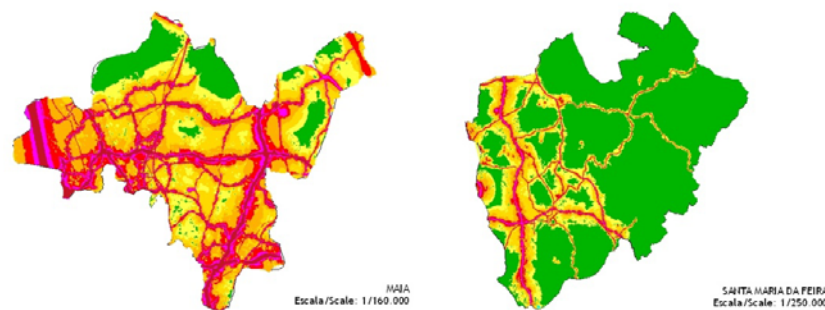 MAIA
Escala/Scale: 1/160.000
SANTA MARIA DA FEIRA
Escala/Scale: 1/250.000